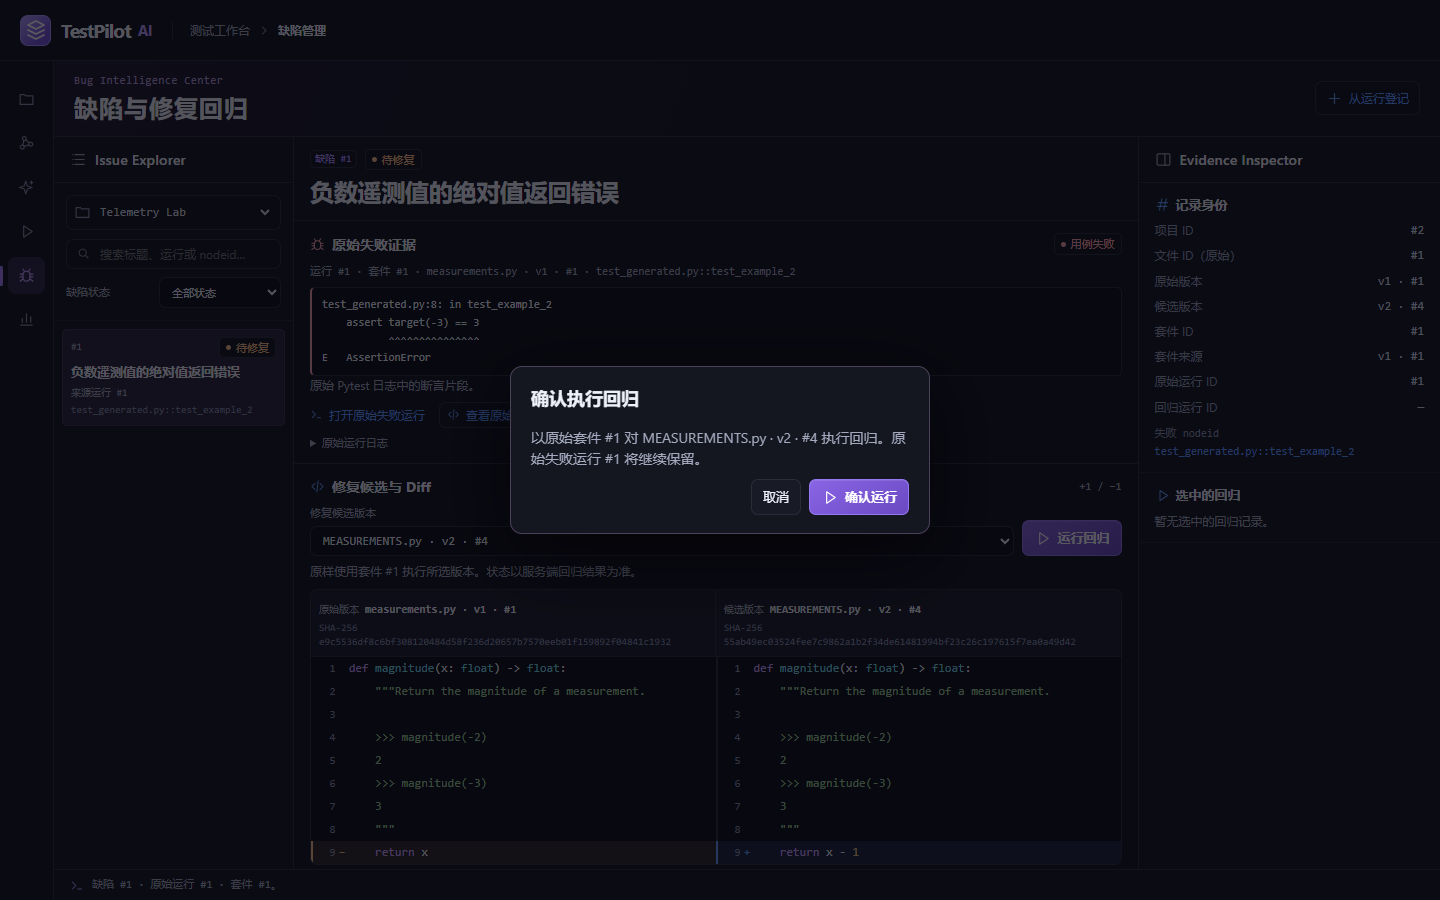 TestPilot AI
测试工作台 > 缺陷管理
Bug Intelligence Center
缺陷与修复回归
从运行登记
Issue Explorer
Telemetry Lab
搜索标题、运行或 nodeid...
缺陷状态
全部状态
#1
待修复
负数遥测值的绝对值返回错误
来源运行 #1
test_generated.py::test_example_2
缺陷 #1
待修复
负数遥测值的绝对值返回错误
原始失败证据
用例失败
运行 #1 · 套件 #1 · measurements.py · v1 · #1 · test_generated.py::test_example_2
test_generated.py:8: in test_example_2
assert target(-3) == 3
^^^^^^^^^^^^^^^
E   AssertionError
原始 Pytest 日志中的断言片段。
打开原始失败运行
查看原始
原始运行日志
确认执行回归
以原始套件 #1 对 MEASUREMENTS.py · v2 · #4 执行回归。原
始失败运行 #1 将继续保留。
取消
确认运行
修复候选与 Diff
+1 / −1
修复候选版本
MEASUREMENTS.py · v2 · #4
运行回归
原样使用套件 #1 执行所选版本。状态以服务端回归结果为准。
原始版本 measurements.py · v1 · #1
SHA-256
e9c5536df8c6bf308120484d58f236d20657b7570eeb01f159892f04841c1932
1 def magnitude(x: float) -> float:
2 """Return the magnitude of a measurement.
3
4 >>> magnitude(-2)
5 2
6 >>> magnitude(-3)
7 3
8 """
9 − return x
候选版本 MEASUREMENTS.py · v2 · #4
SHA-256
55ab49ec03524fee7c9862a1b2f34de61481994bf23c26c197615f7ea0a49d42
1 def magnitude(x: float) -> float:
2 """Return the magnitude of a measurement.
3
4 >>> magnitude(-2)
5 2
6 >>> magnitude(-3)
7 3
8 """
9 + return x - 1
Evidence Inspector
记录身份
项目 ID #2
文件 ID（原始） #1
原始版本 v1 · #1
候选版本 v2 · #4
套件 ID #1
套件来源 v1 · #1
原始运行 ID #1
回归运行 ID —
失败 nodeid
test_generated.py::test_example_2
选中的回归
暂无选中的回归记录。
缺陷 #1 · 原始运行 #1 · 套件 #1。